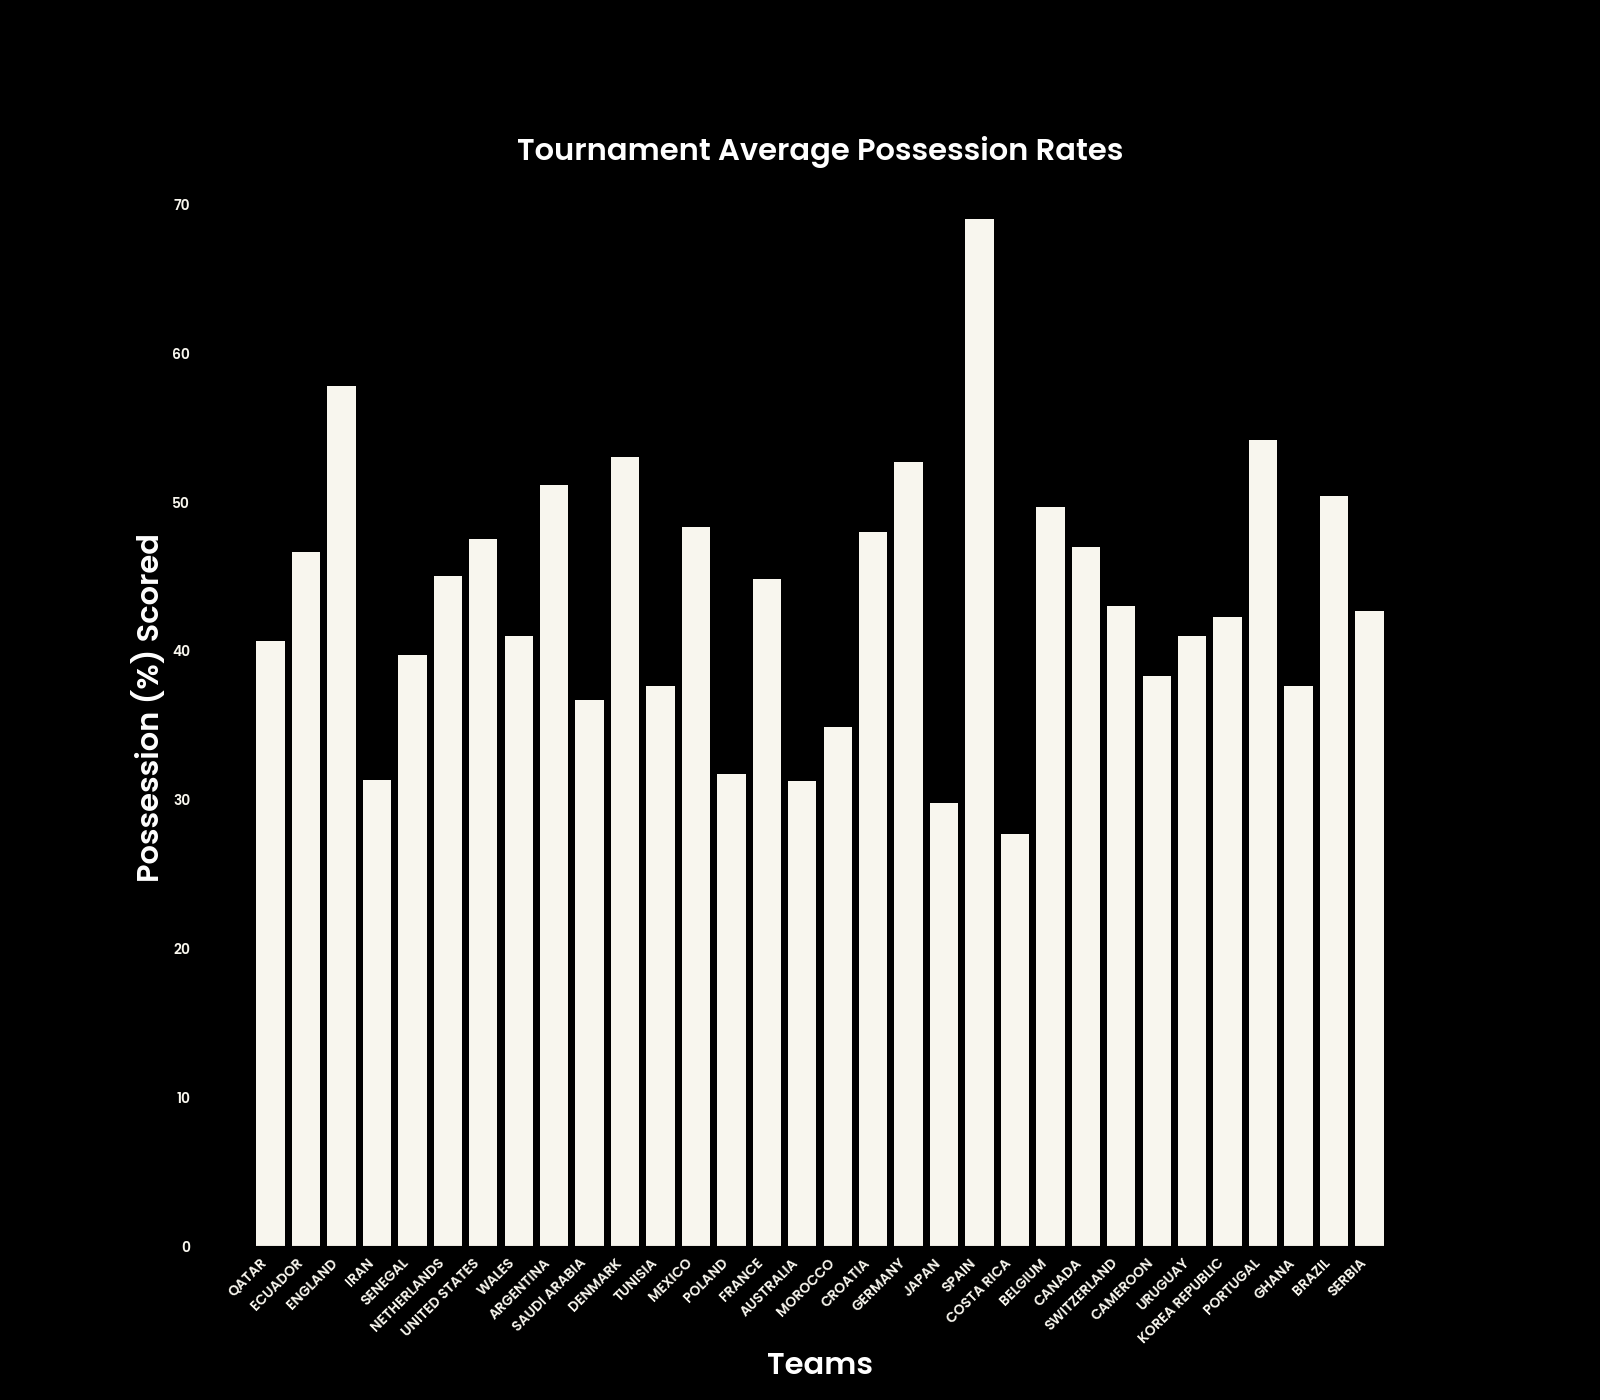 Tournament Average Possession Rates
70
60
50
40
30
20
10
0
Possession (%) Scored
QATAR
ECUADOR
ENGLAND
IRAN
SENEGAL
NETHERLANDS
UNITED STATES
WALES
ARGENTINA
SAUDI ARABIA
DENMARK
TUNISIA
MEXICO
POLAND
FRANCE
AUSTRALIA
MOROCCO
CROATIA
GERMANY
JAPAN
SPAIN
COSTA RICA
BELGIUM
CANADA
SWITZERLAND
CAMEROON
URUGUAY
KOREA REPUBLIC
PORTUGAL
GHANA
BRAZIL
SERBIA
Teams